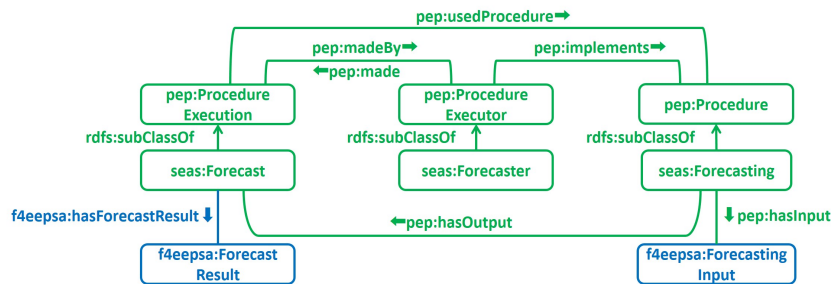 pep:usedProcedure➡
pep:madeBy➡
pep:implements➡
⬅pep:made
pep:Procedure
Execution
pep:Procedure
Executor
pep:Procedure
rdfs:subClassOf
rdfs:subClassOf
rdfs:subClassOf
seas:Forecast
seas:Forecaster
seas:Forecasting
f4eepsa:hasForecastResult
⬅pep:hasOutput
pep:hasInput
f4eepsa:Forecast
Result
f4eepsa:Forecasting
Input